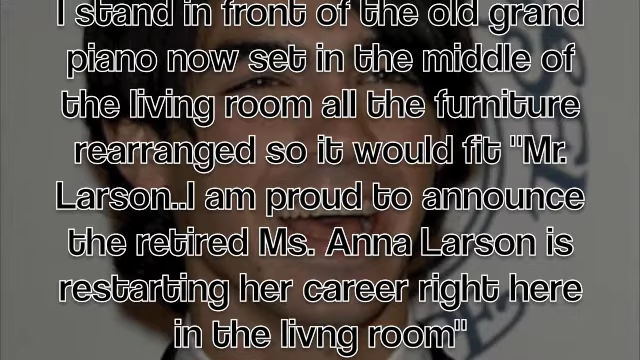 I stand in front of the old grand
piano now set in the middle of
the living room all the furniture
rearranged so it would fit "Mr.
Larson..I am proud to announce
the retired Ms. Anna Larson is
restarting her career right here
in the livng room"